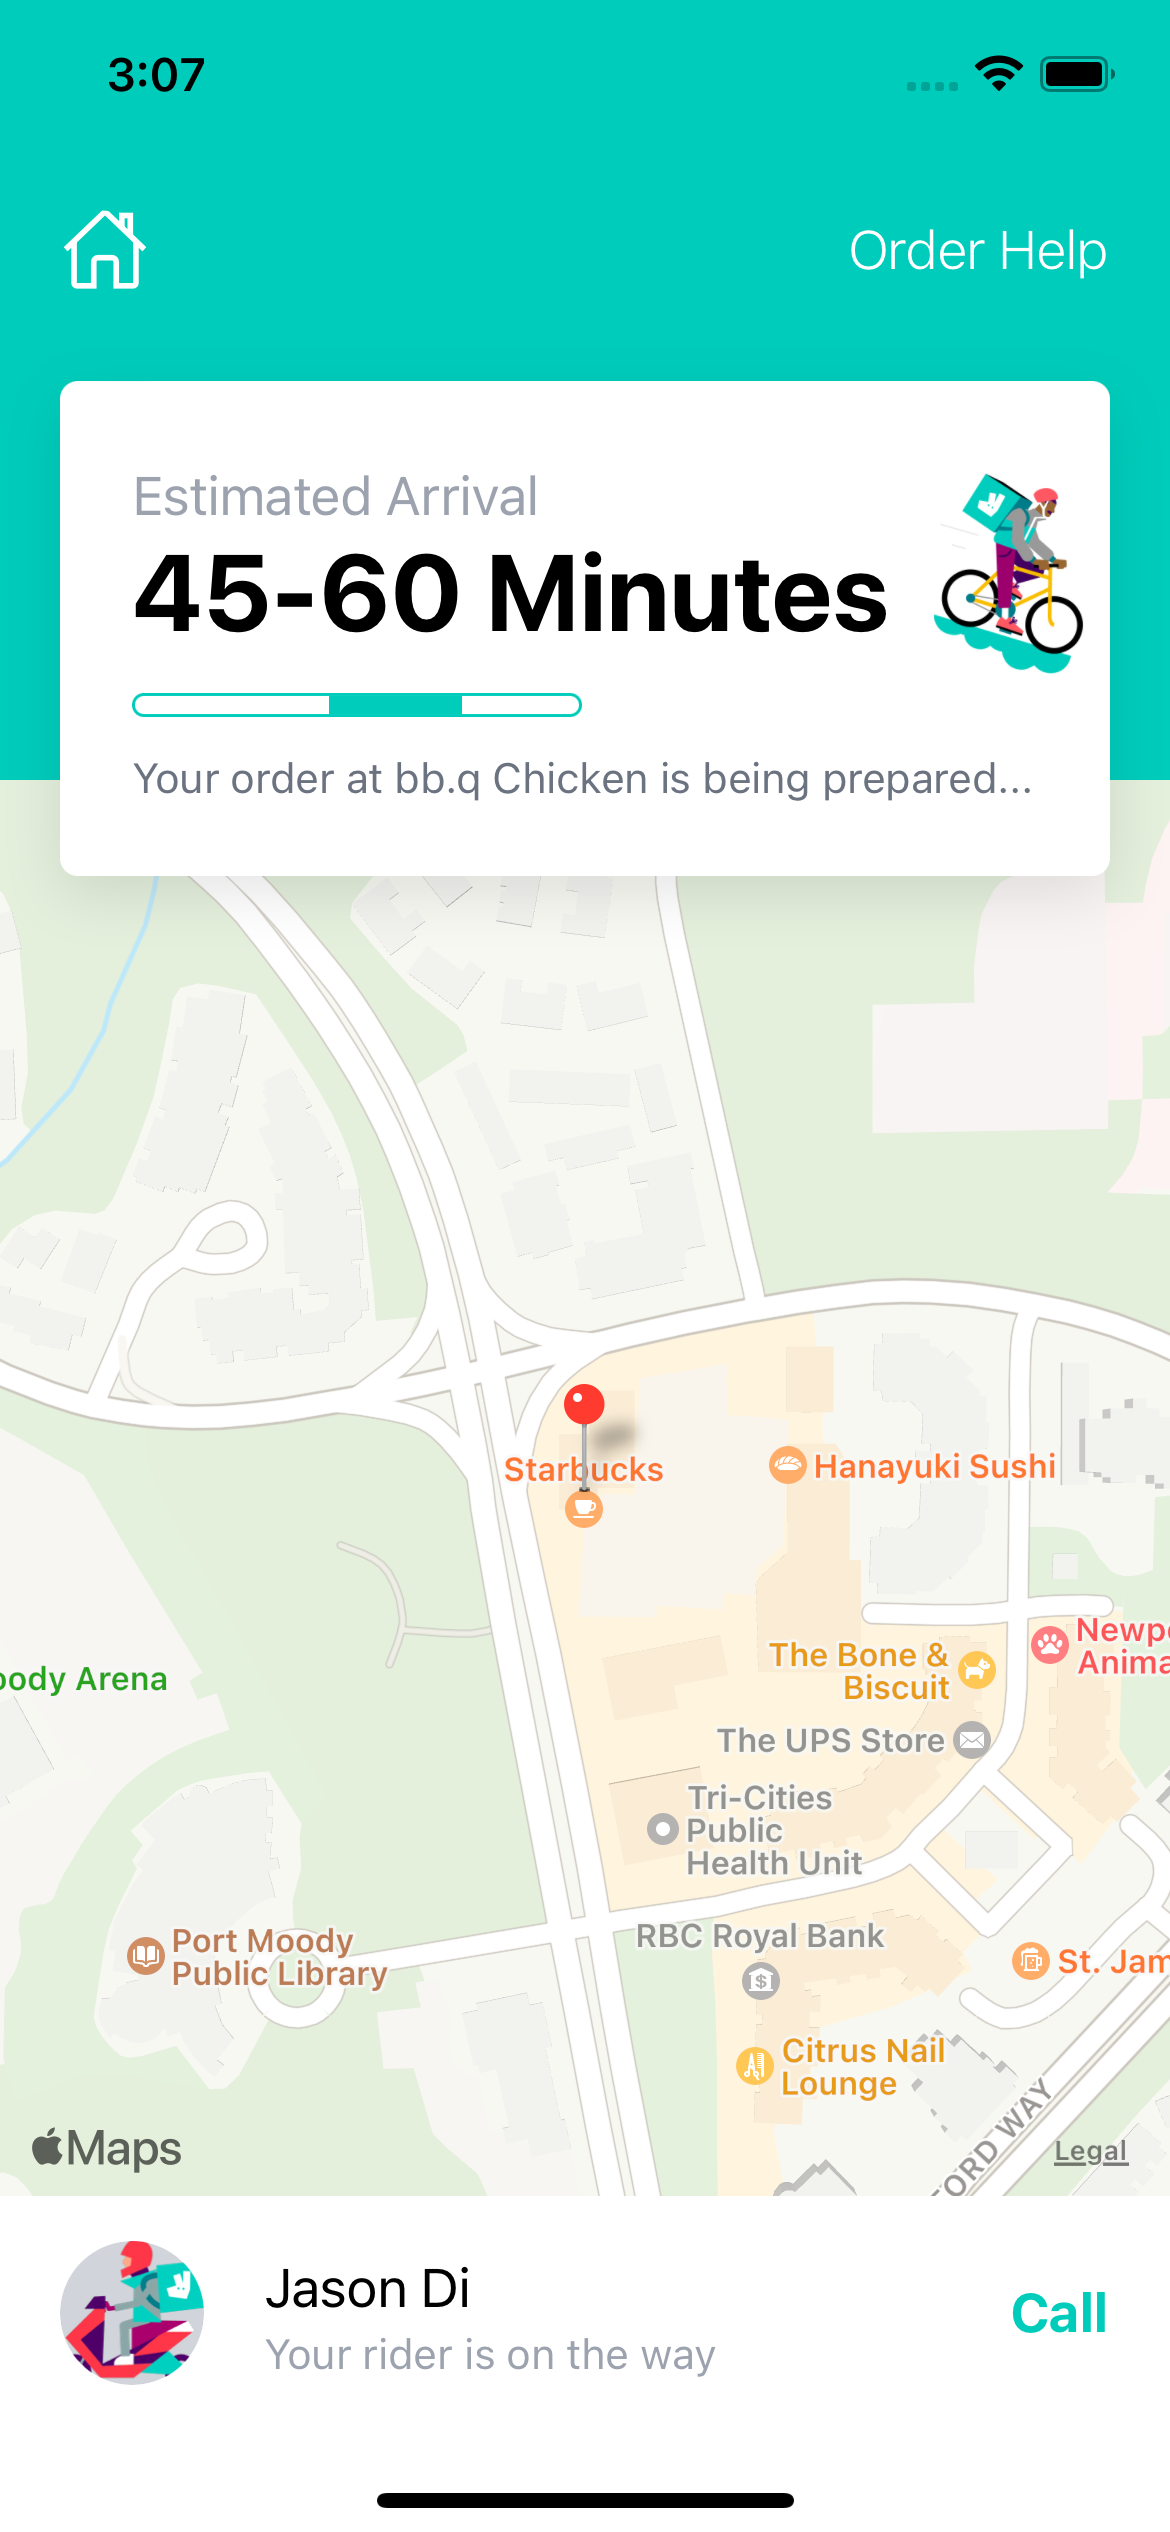 3:07
Order Help
Estimated Arrival
45-60 Minutes
Your order at bb.q Chicken is being prepared...
Starbucks
Hanayuki Sushi
The Bone &
Biscuit
Newp
Anima
oody Arena
The UPS Store
Tri-Cities
Public
Health Unit
Port Moody
Public Library
RBC Royal Bank
St. Jam
Citrus Nail
Lounge
FORD WAY
Maps
Legal
Jason Di
Your rider is on the way
Call